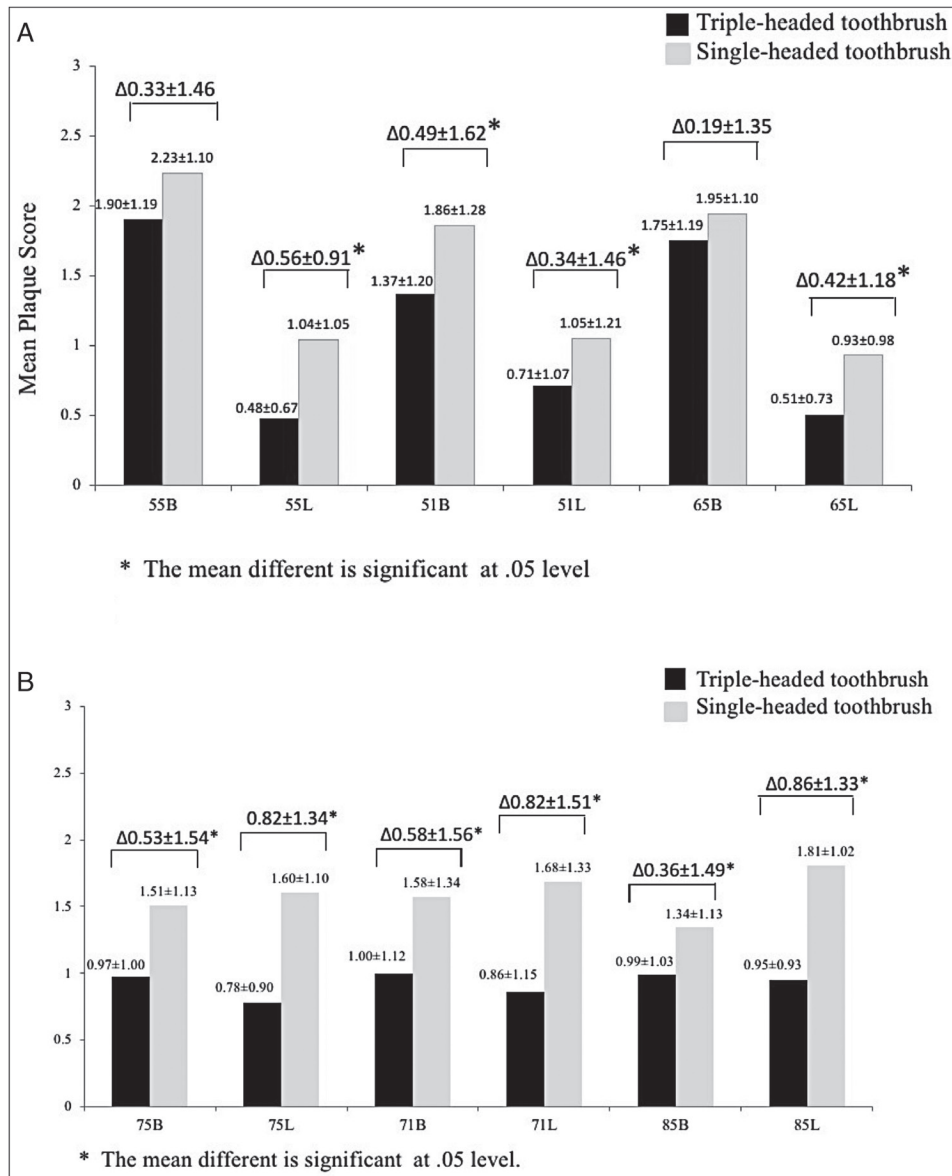 A
Triple-headed toothbrush
Single-headed toothbrush
Mean Plaque Score
3
2.5
2
1.5
1
0.5
0
Δ0.33±1.46
1.90±1.19
2.23±1.10
Δ0.56±0.91*
0.48±0.67
1.04±1.05
Δ0.49±1.62*
1.37±1.20
1.86±1.28
Δ0.34±1.46*
0.71±1.07
1.05±1.21
Δ0.19±1.35
1.75±1.19
1.95±1.10
Δ0.42±1.18*
0.51±0.73
0.93±0.98
55B 55L 51B 51L 65B 65L
* The mean different is significant at .05 level
B
Triple-headed toothbrush
Single-headed toothbrush
3
2.5
2
1.5
1
0.5
0
Δ0.53±1.54*
0.97±1.00
1.51±1.13
0.82±1.34*
0.78±0.90
1.60±1.10
Δ0.58±1.56*
1.00±1.12
1.58±1.34
Δ0.82±1.51*
0.86±1.15
1.68±1.33
Δ0.36±1.49*
0.99±1.03
1.34±1.13
Δ0.86±1.33*
0.95±0.93
1.81±1.02
75B 75L 71B 71L 85B 85L
* The mean different is significant at .05 level.